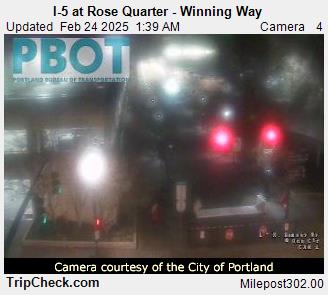 I-5 at Rose Quarter - Winning Way
Updated Feb 24 2025 1:39 AM Camera 4
PBOT
PORTLAND BUREAU OF TRANSPORTATION
Camera courtesy of the City of Portland
TripCheck.com Milepost302.00